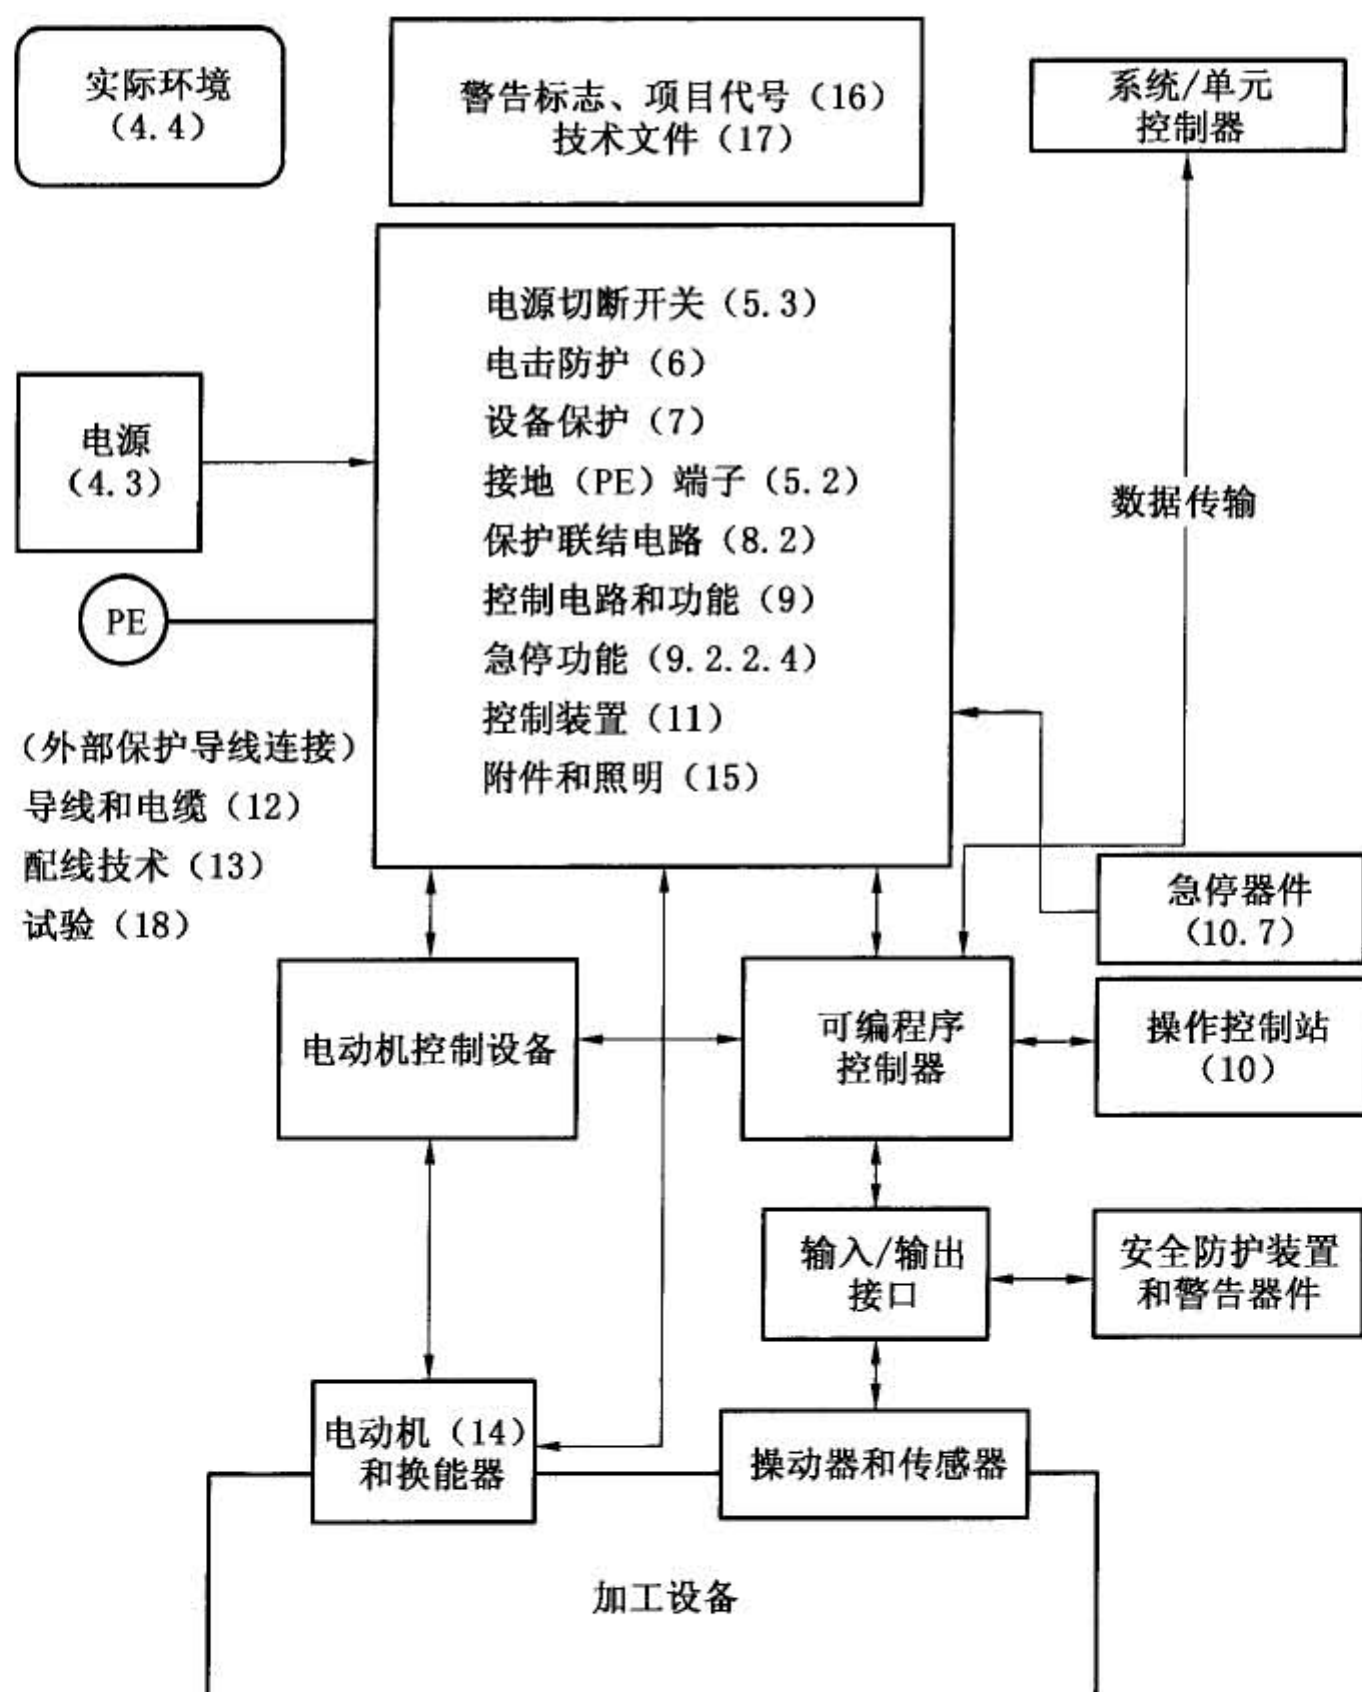 实际环境
(4.4)
警告标志、项目代号（16）
技术文件（17）
系统/单元
控制器
电源切断开关（5.3）
电击防护（6）
设备保护（7）
接地（PE）端子（5.2）
保护联结电路（8.2）
控制电路和功能（9）
急停功能（9.2.2.4）
控制装置（11）
附件和照明（15）
电源
(4.3)
PE
数据传输
（外部保护导线连接）
导线和电缆（12）
配线技术（13）
试验（18）
急停器件
(10.7)
电动机控制设备
可编程序
控制器
操作控制站
（10）
输入/输出
接口
安全防护装置
和警告器件
电动机（14）
和换能器
操动器和传感器
加工设备